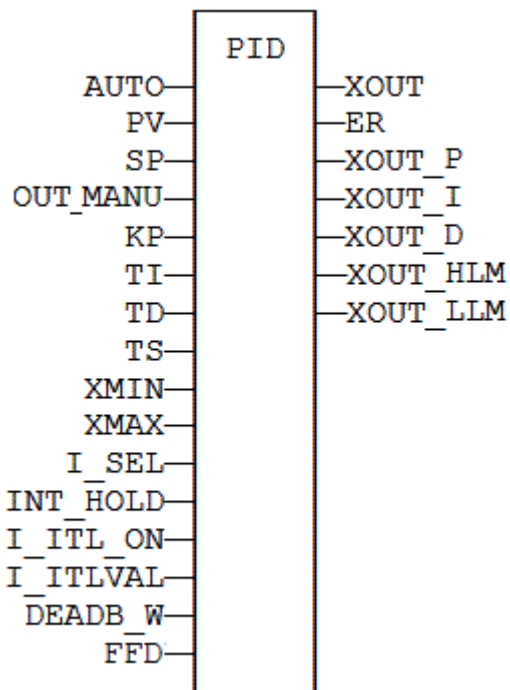 PID
AUTO XOUT
PV ER
SP XOUT_P
OUT_MANU XOUT_I
KP XOUT_D
TI XOUT_HLM
TD XOUT_LLM
TS
XMIN
XMAX
I_SEL
INT_HOLD
I_ITL_ON
I_ITLVAL
DEADB_W
FFD